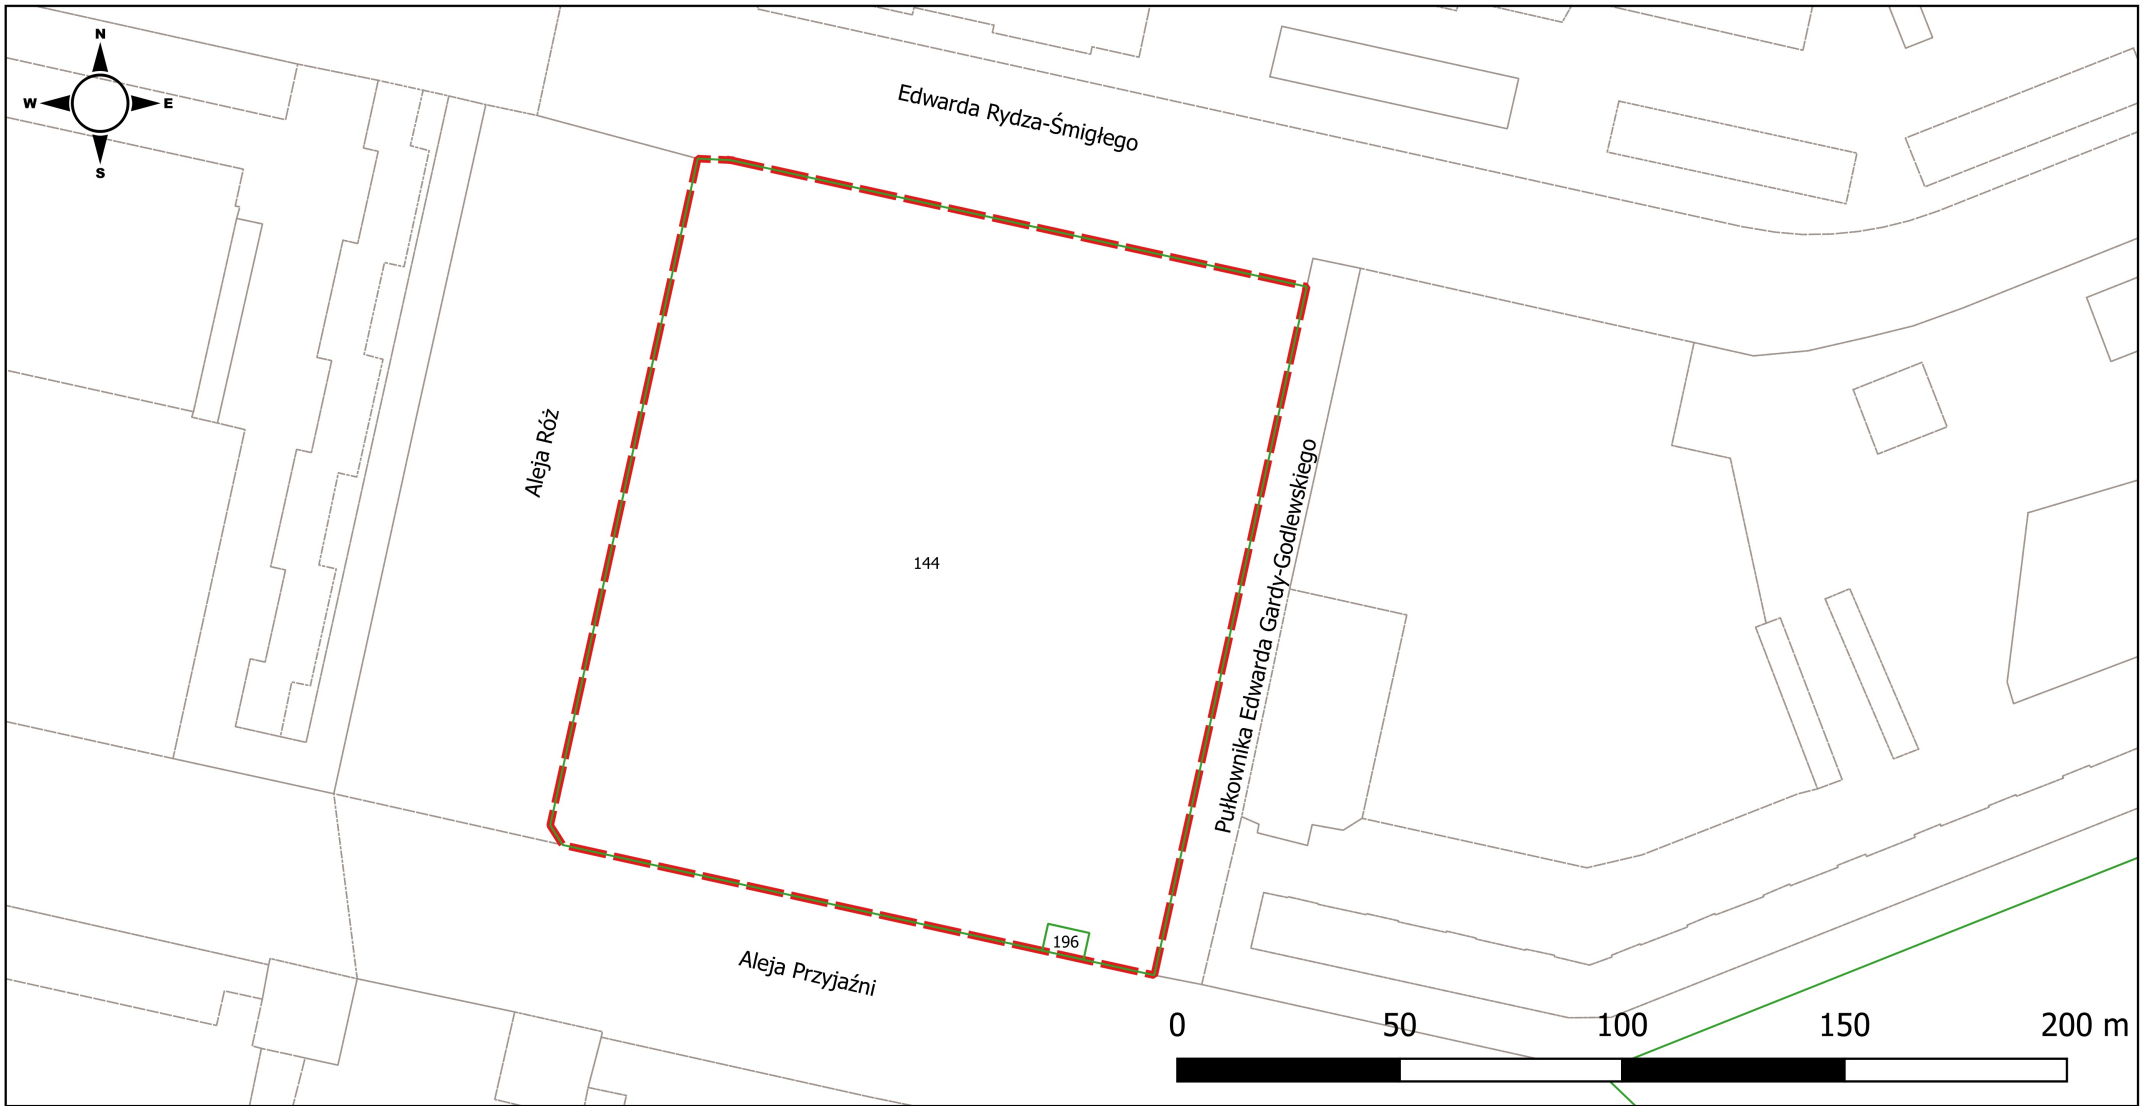 N
W E
S
Edwarda Rydza-Śmigłego
Aleja Róż
Pułkownika Edwarda Gardy-Godlewskiego
144
196
Aleja Przyjaźni
0 50 100 150 200 m